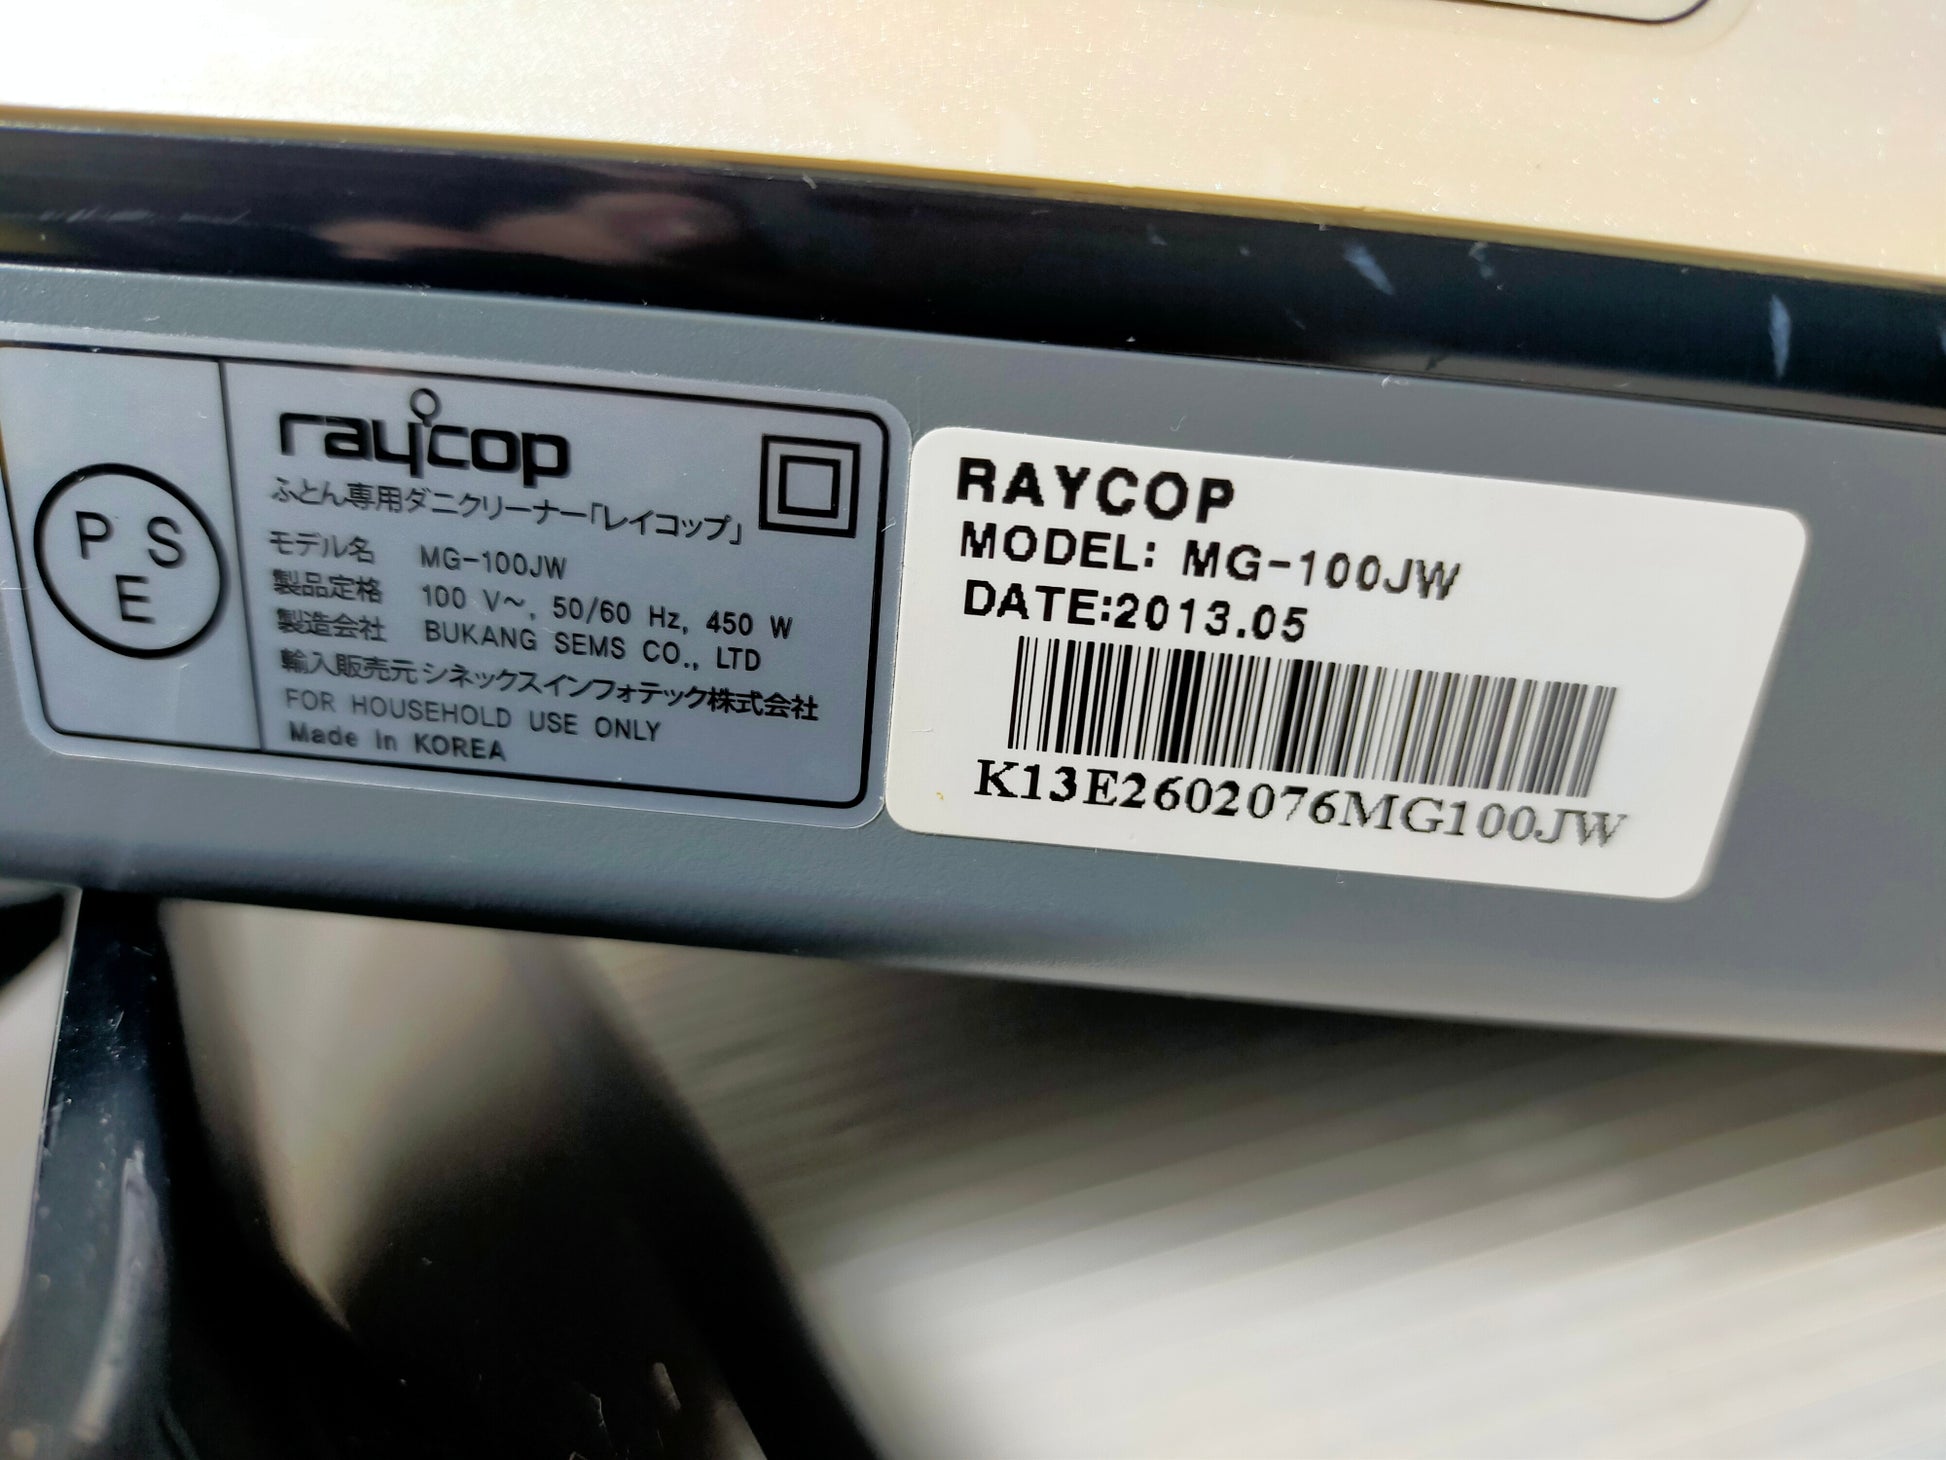 P S
E
raycop
ふとん専用ダニクリーナー「レイコップ」
モデル名 MG-100JW
製品定格 100 V~, 50/60 Hz, 450 W
製造会社 BUKANG SEMS CO., LTD
輸入販売元 シネックスインフォテック株式会社
FOR HOUSEHOLD USE ONLY
Made in KOREA
RAYCOP
MODEL: MG-100JW
DATE:2013.05
K13E2602076MG100JW